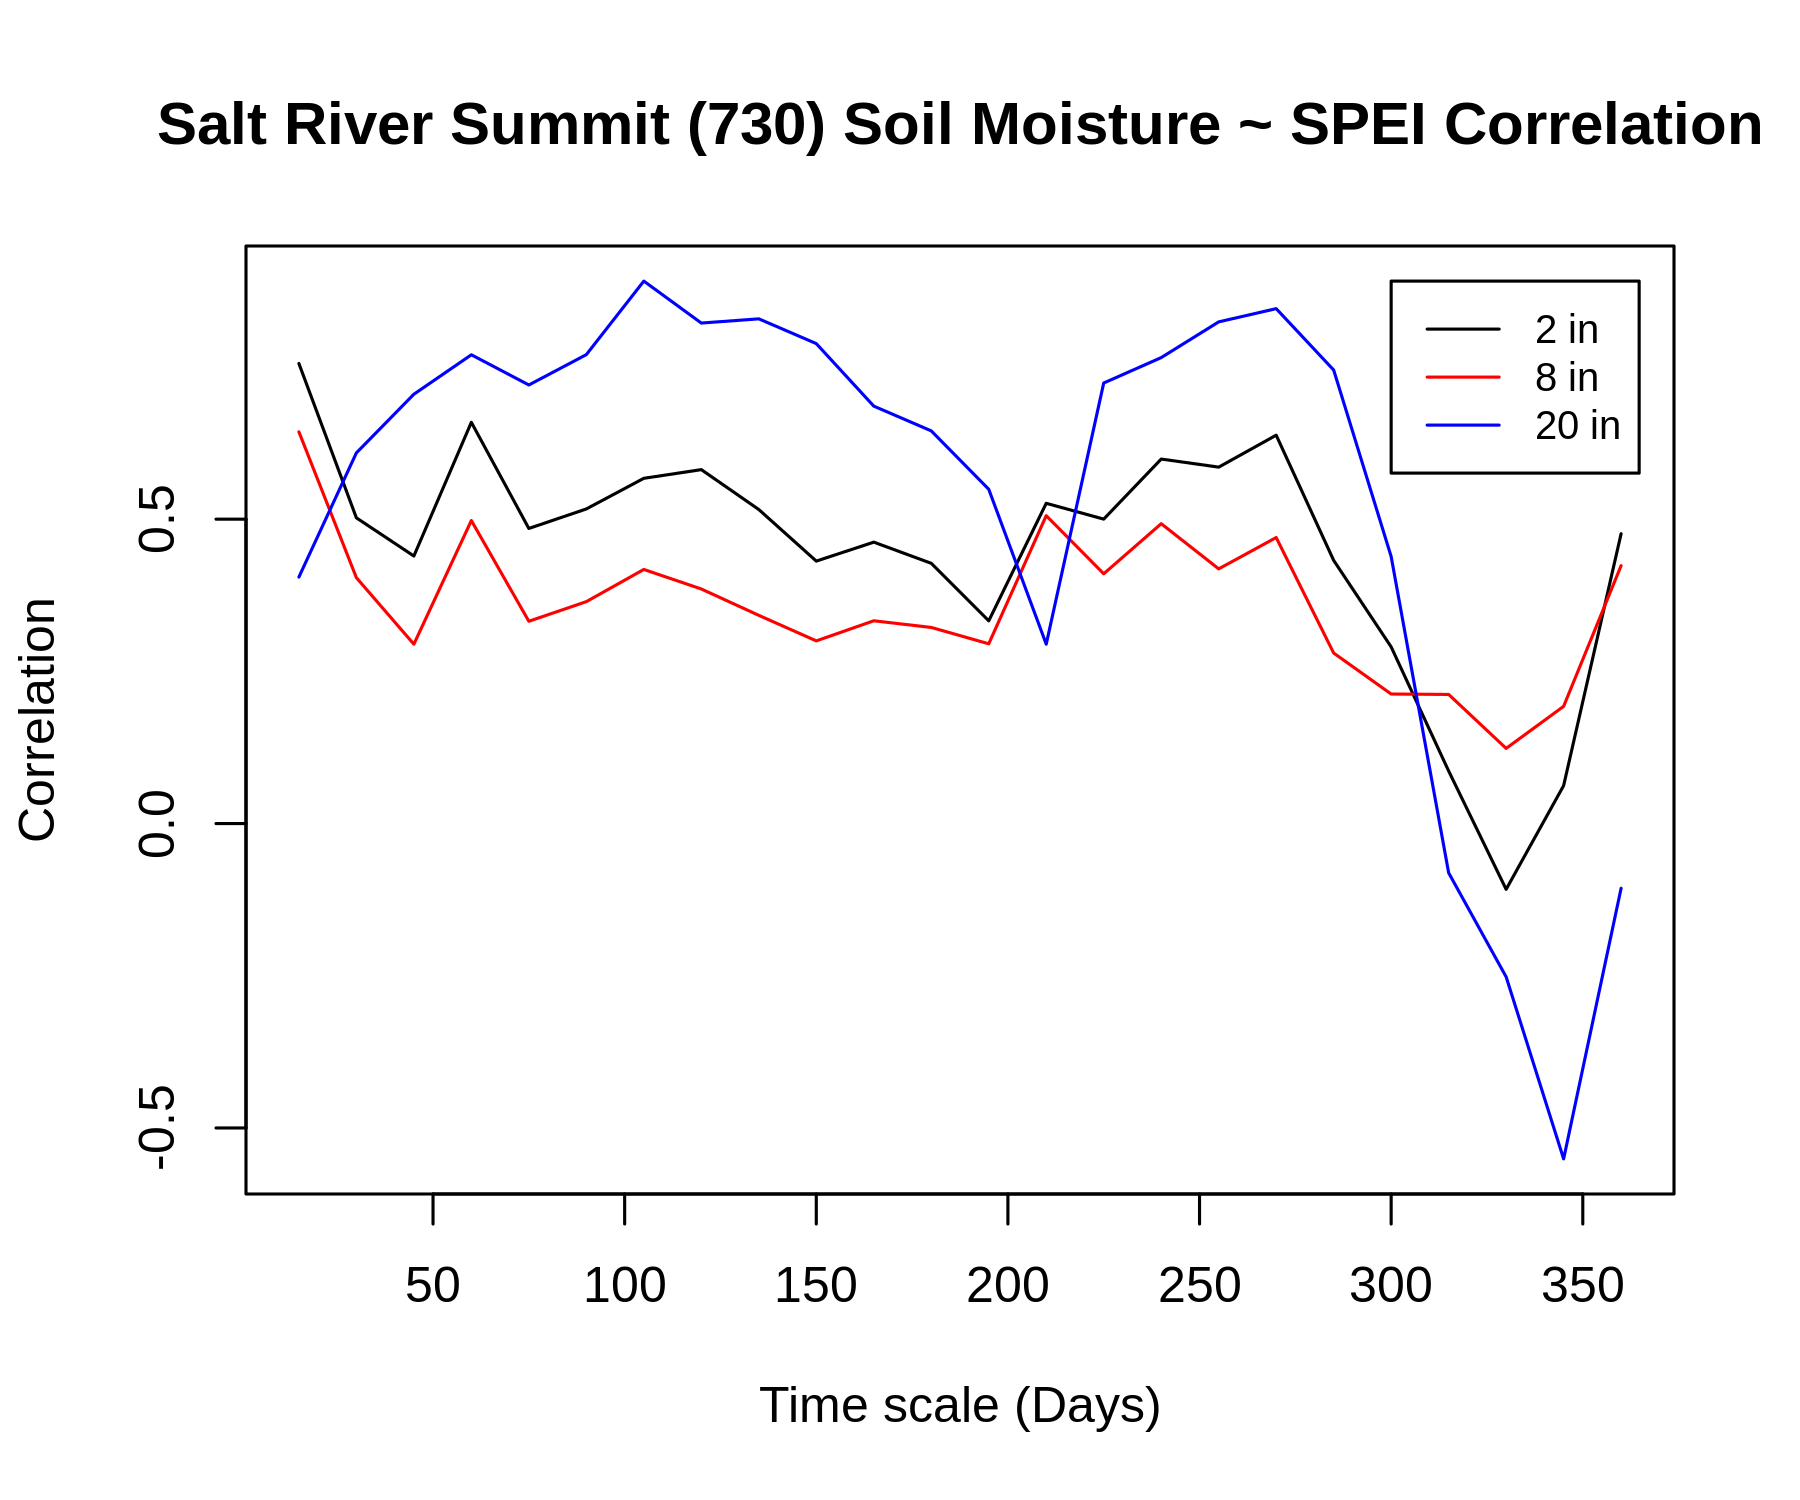 Salt River Summit (730) Soil Moisture ~ SPEI Correlation
2 in
8 in
20 in
Correlation
0.5
0.0
-0.5
50 100 150 200 250 300 350
Time scale (Days)